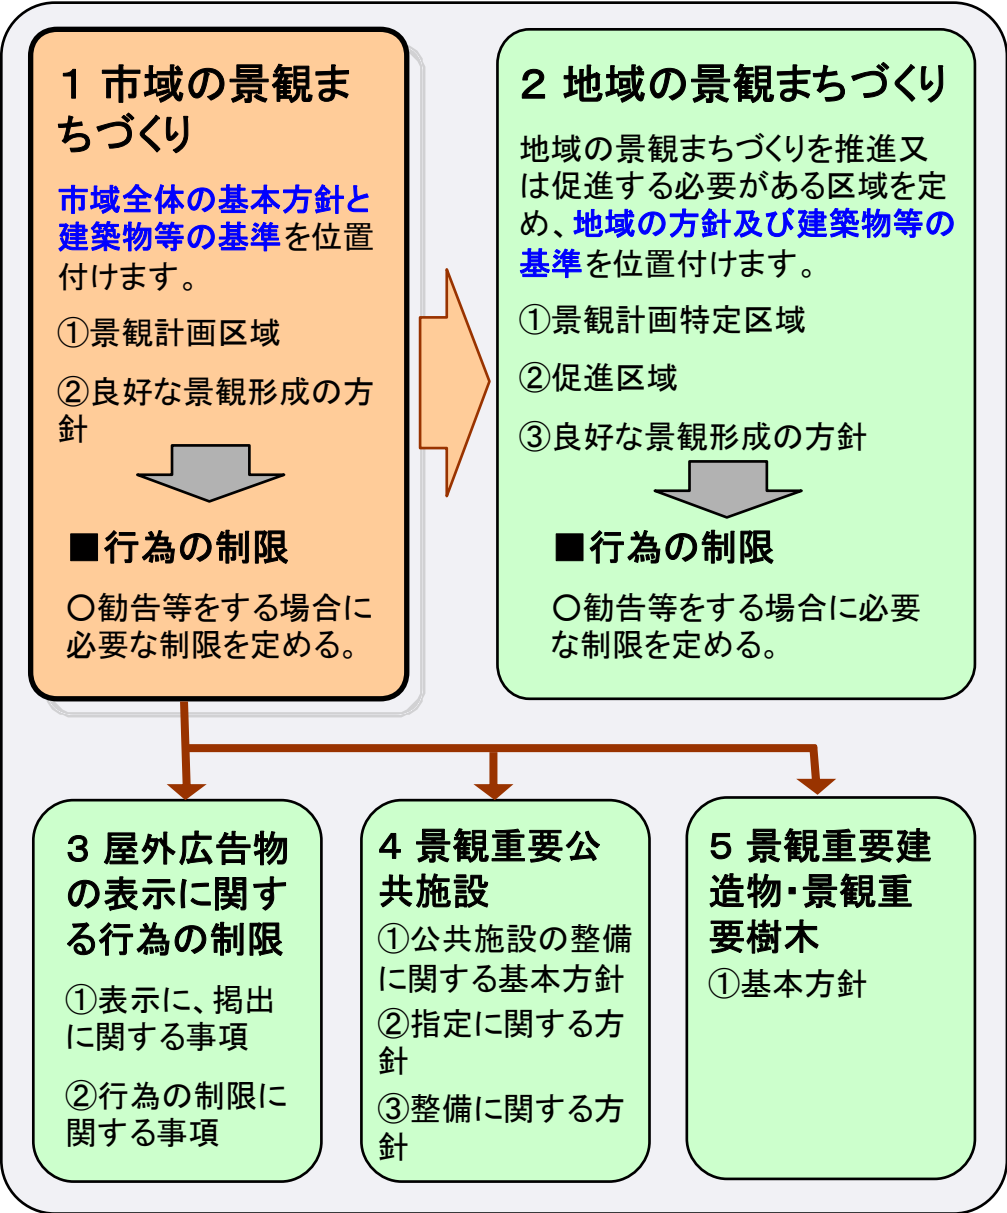 1 市域の景観ま
ちづくり
市域全体の基本方針と
建築物等の基準を位置
付けます。
①景観計画区域
②良好な景観形成の方
針
■行為の制限
○勧告等をする場合に
必要な制限を定める。
2 地域の景観まちづくり
地域の景観まちづくりを推進又
は促進する必要がある区域を定
め、地域の方針及び建築物等の
基準を位置付けます。
①景観計画特定区域
②促進区域
③良好な景観形成の方針
■行為の制限
○勧告等をする場合に必要
な制限を定める。
3 屋外広告物
の表示に関す
る行為の制限
①表示に、掲出
に関する事項
②行為の制限に
関する事項
4 景観重要公
共施設
①公共施設の整備
に関する基本方針
②指定に関する方
針
③整備に関する方
針
5 景観重要建
造物・景観重
要樹木
①基本方針